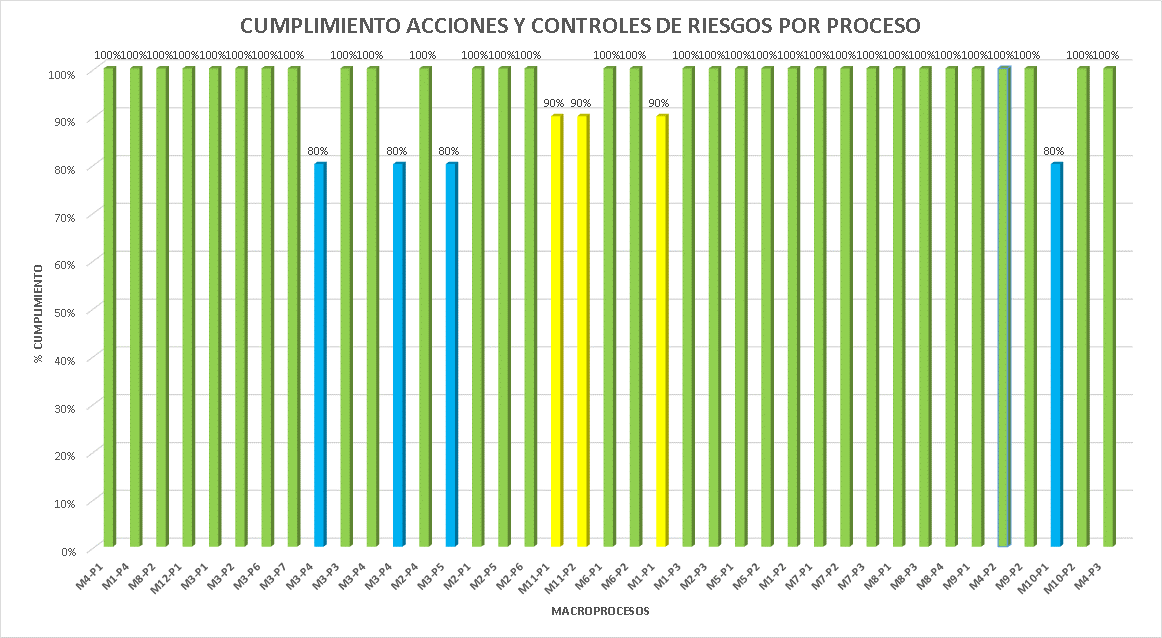 CUMPLIMIENTO ACCIONES Y CONTROLES DE RIESGOS POR PROCESO
100% 100% 100% 100% 100% 100% 100% 100% 100% 100% 100% 100% 100% 100% 100% 100% 100% 100% 100% 100% 100% 100% 100% 100% 100% 100% 100% 100% 100% 100% 100% 100%
90% 90% 90%
80% 80% 80% 80%
100%
90%
80%
70%
60%
50%
40%
30%
20%
10%
0%
% CUMPLIMIENTO
M4-P1 M1-P4 M8-P2 M12-P1 M3-P1 M3-P2 M3-P6 M3-P7 M3-P4 M3-P3 M3-P4 M3-P4 M2-P4 M3-P5 M2-P1 M2-P5 M2-P6 M11-P1 M11-P2 M6-P1 M6-P2 M1-P1 M1-P3 M2-P3 M5-P1 M5-P2 M1-P2 M7-P1 M7-P2 M7-P3 M8-P1 M8-P3 M8-P4 M9-P1 M4-P2 M9-P2 M10-P1 M10-P2 M4-P3
MACROPROCESOS